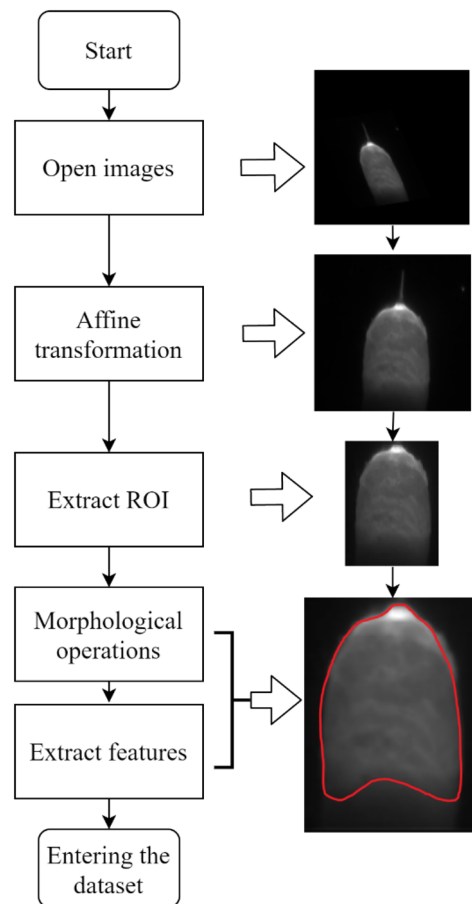 Start
Open images
Affine
transformation
Extract ROI
Morphological
operations
Extract features
Entering the
dataset